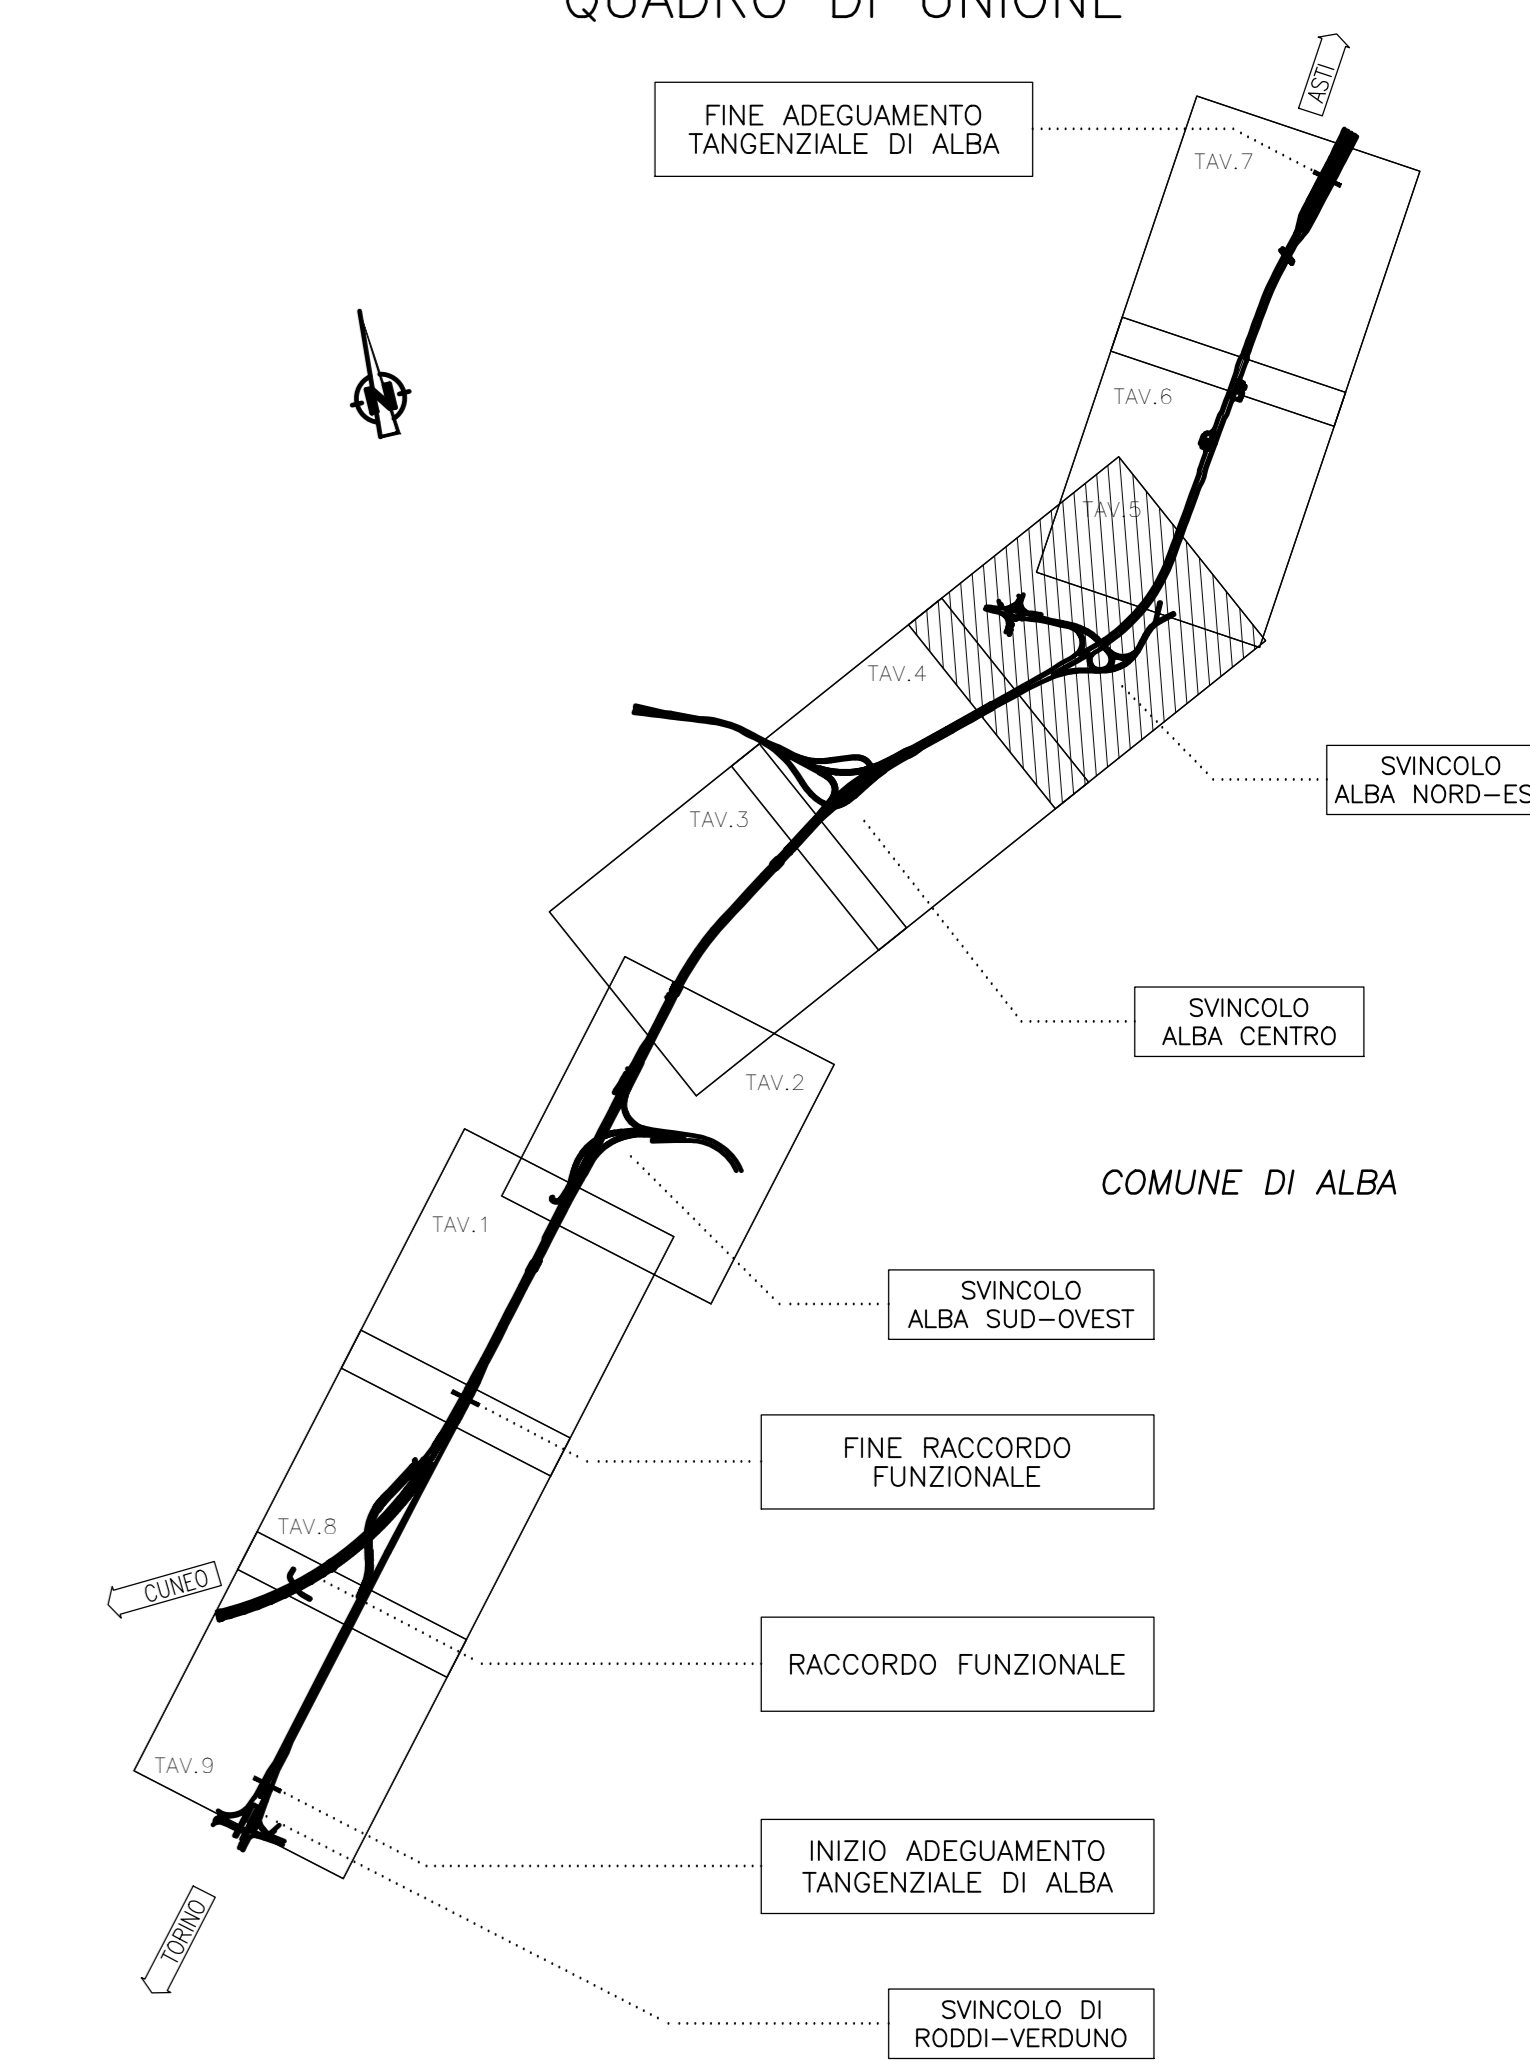 QUADRO DI UNIONE
ASTI
FINE ADEGUAMENTO
TANGENZIALE DI ALBA
TAV.7
N
TAV.6
TAV.5
TAV.4
SVINCOLO
ALBA NORD-ES
TAV.3
SVINCOLO
ALBA CENTRO
TAV.2
COMUNE DI ALBA
TAV.1
SVINCOLO
ALBA SUD-OVEST
FINE RACCORDO
FUNZIONALE
TAV.8
CUNEO
RACCORDO FUNZIONALE
TAV.9
INIZIO ADEGUAMENTO
TANGENZIALE DI ALBA
TORINO
SVINCOLO DI
RODDI-VERDUNO